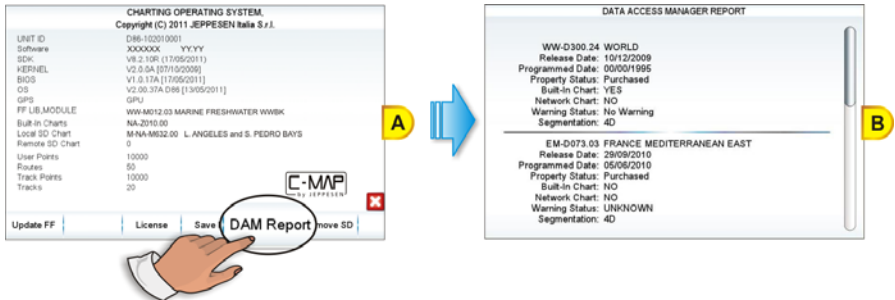 CHARTING OPERATING SYSTEM,
Copyright (C) 2011 JEPPESEN Italia S.r.l.
UNIT ID D86-102010001
Software XXXXXX YY.YY
SDK V8.2.10R (17/05/2011)
KERNEL V2.0.0A [07/10/2009]
BIOS V1.0.17A [17/05/2011]
OS V2.00.37A D86 [13/05/2011]
GPS GPU
FF LIB,MODULE WW-M012.03 MARINE FRESHWATER WWBK
Built-In Charts NA-Z010.00
Local SD Chart M-NA-M632.00 L. ANGELES and S. PEDRO BAYS
Remote SD Chart 0
User Points 10000
Routes 50
Track Points 10000
Tracks 20
C-MAP
by JEPPESEN
Update FF License Save DAM Report move SD
A
DATA ACCESS MANAGER REPORT
WW-D300.24 WORLD
Release Date: 10/12/2009
Programmed Date: 00/00/1995
Property Status: Purchased
Built-In Chart: YES
Network Chart: NO
Warning Status: No Warning
Segmentation: 4D
EM-D073.03 FRANCE MEDITERRANEAN EAST
Release Date: 29/09/2010
Programmed Date: 05/06/2010
Property Status: Purchased
Built-In Chart: NO
Network Chart: NO
Warning Status: UNKNOWN
Segmentation: 4D
B